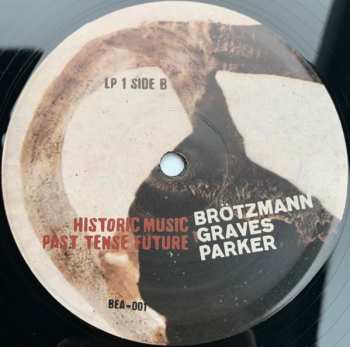 LP 1 SIDE B
HISTORIC MUSIC
PAST TENSE FUTURE
BRÖTZMANN
GRAVES
PARKER
BEA-001